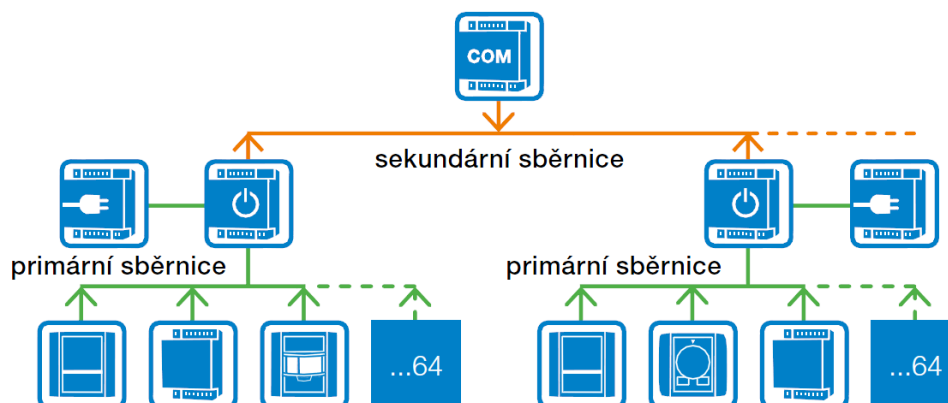 COM
sekundární sběrnice
primární sběrnice
primární sběrnice
...64
...64